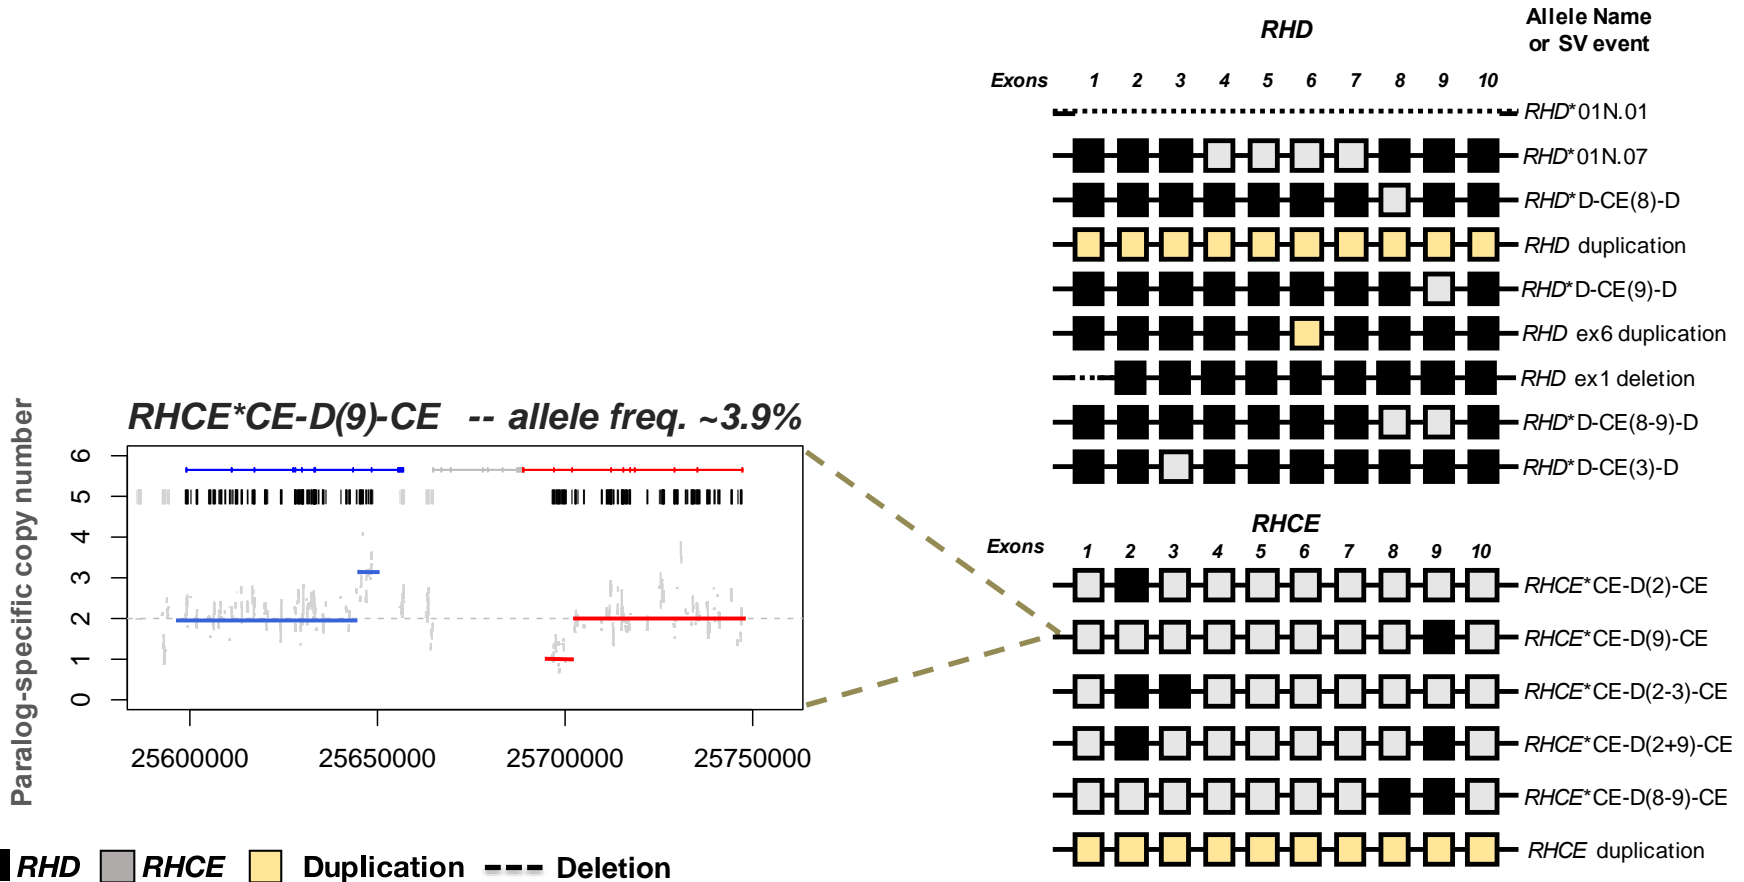 RHD
Allele Name
or SV event
Exons 1 2 3 4 5 6 7 8 9 10
RHD*01N.01
RHD*01N.07
RHD*D-CE(8)-D
RHD duplication
RHD*D-CE(9)-D
RHD ex6 duplication
RHD ex1 deletion
RHD*D-CE(8-9)-D
RHD*D-CE(3)-D
RHCE
Exons 1 2 3 4 5 6 7 8 9 10
RHCE*CE-D(2)-CE
RHCE*CE-D(9)-CE
RHCE*CE-D(2-3)-CE
RHCE*CE-D(2+9)-CE
RHCE*CE-D(8-9)-CE
RHCE duplication
RHCE*CE-D(9)-CE -- allele freq. ~3.9%
Paralog-specific copy number
6
5
4
3
2
1
0
25600000 25650000 25700000 25750000
RHD RHCE Duplication Deletion